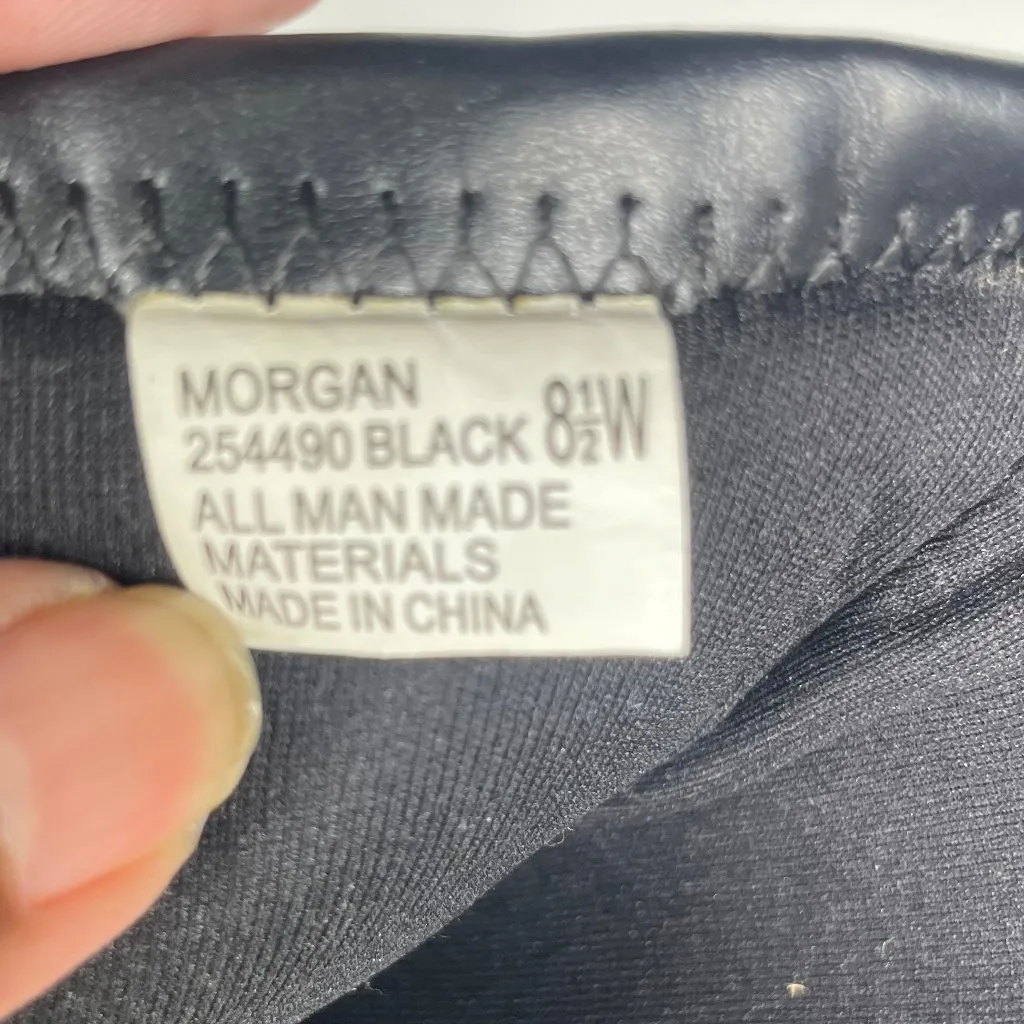 MORGAN
254490 BLACK 8½W
ALL MAN MADE
MATERIALS
MADE IN CHINA